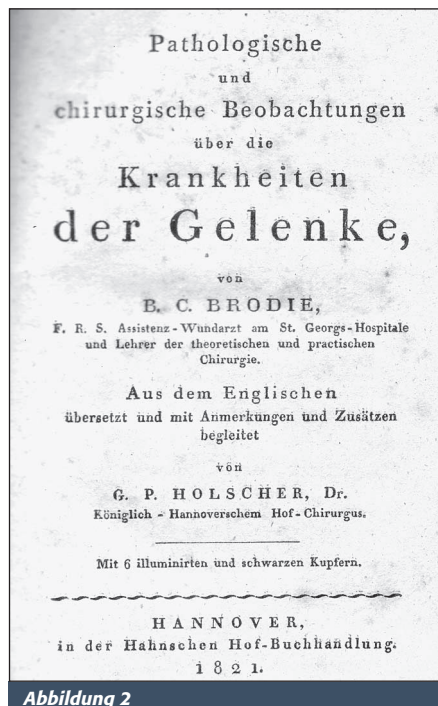 Pathologische
und
chirurgische Beobachtungen
über die
Krankheiten
der Gelenke,
von
B. C. BRODIE,
F. R. S. Assistenz-Wundarzt am St. Georgs-Hospitale
und Lehrer der theoretischen und practischen
Chirurgie.
Aus dem Englischen
übersetzt und mit Anmerkungen und Zusätzen
begleitet
von
G. P. HOLSCHER, Dr.
Königlich-Hannoverschem Hof-Chirurgus.
Mit 6 illuminirten und schwarzen Kupfern.
HANNOVER,
in der Hahnschen Hof-Buchhandlung.
1821.
Abbildung 2